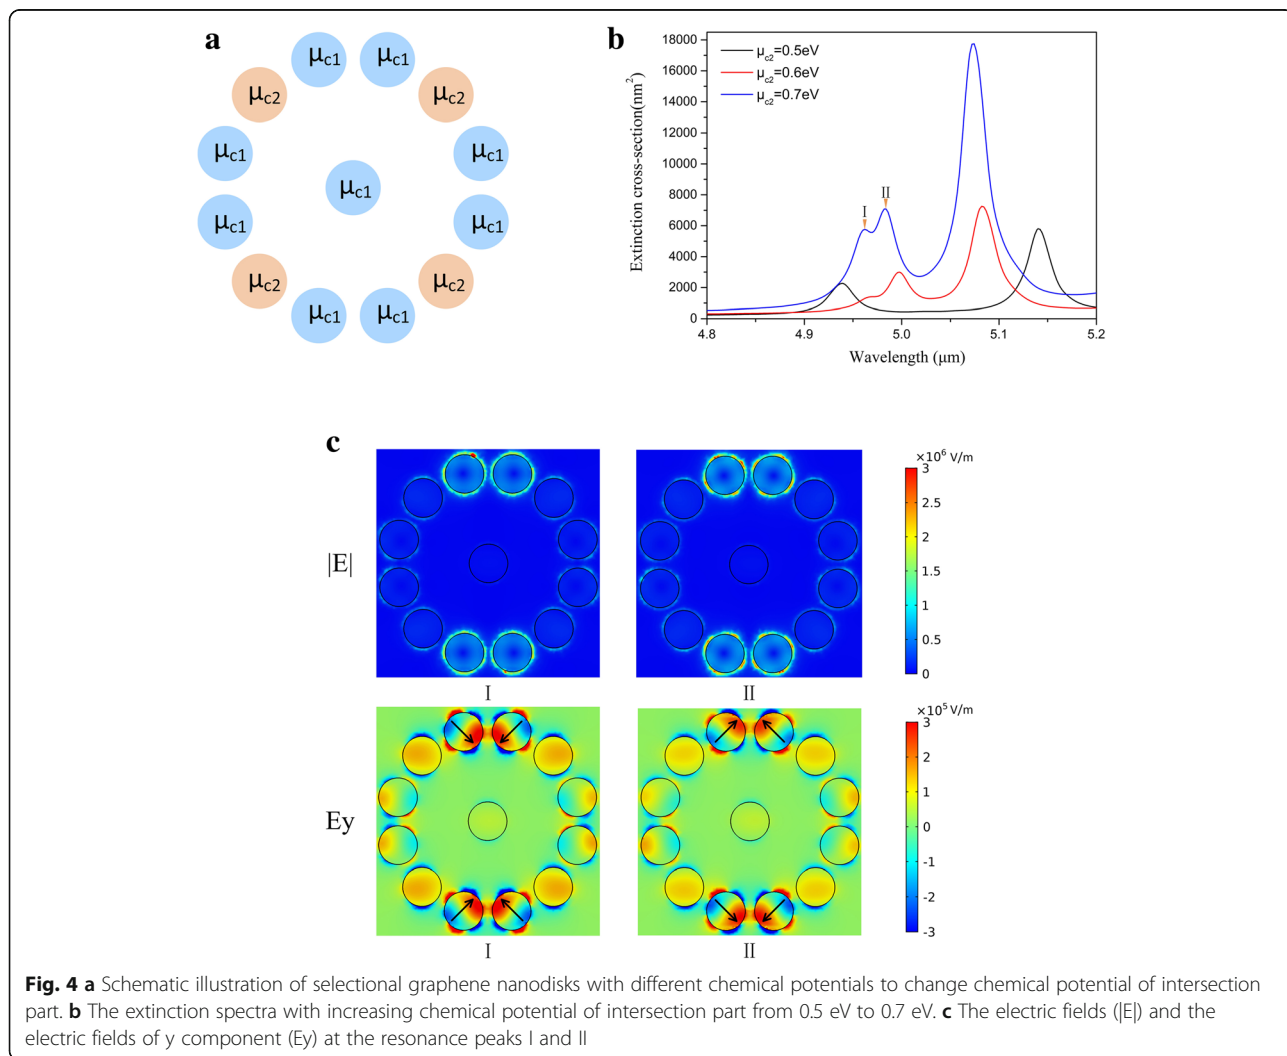 a
μc1 μc1
μc2 μc2
μc1 μc1
μc1
μc1 μc1
μc2 μc2
μc1 μc1
b
Extinction cross-section(nm²)
18000
16000
14000
12000
10000
8000
6000
4000
2000
0
μc2=0.5eV
μc2=0.6eV
μc2=0.7eV
I
II
4.8 4.9 5.0 5.1 5.2
Wavelength (μm)
c
|E|
I
II
×10⁶ V/m
3
2.5
2
1.5
1
0.5
0
Ey
I
II
×10⁵ V/m
3
2
1
0
-1
-2
-3
Fig. 4 a Schematic illustration of selectional graphene nanodisks with different chemical potentials to change chemical potential of intersection
part. b The extinction spectra with increasing chemical potential of intersection part from 0.5 eV to 0.7 eV. c The electric fields (|E|) and the
electric fields of y component (Ey) at the resonance peaks I and II